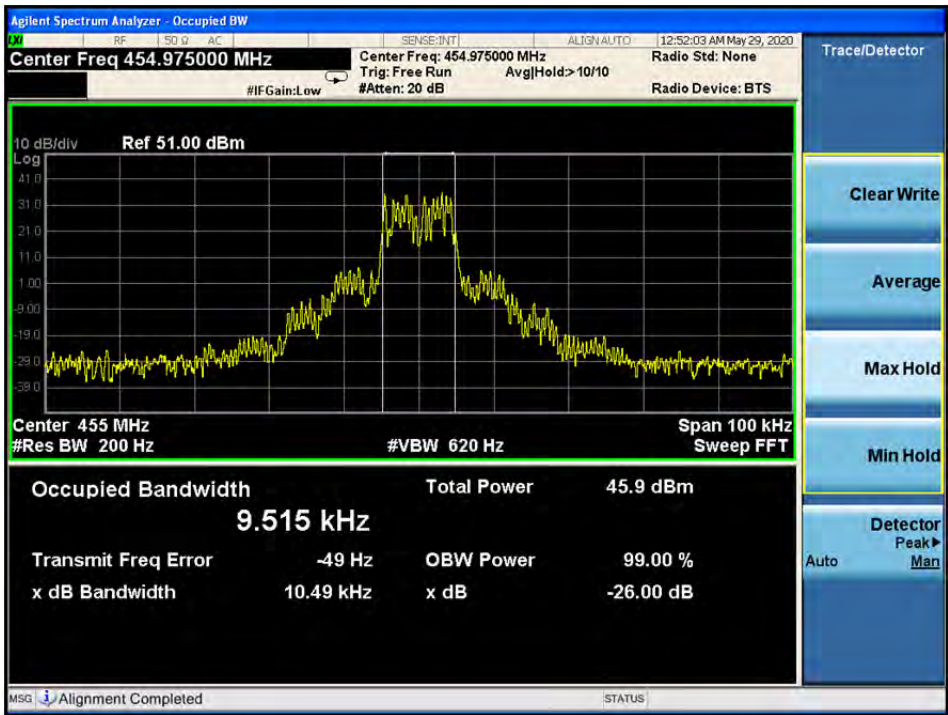 Agilent Spectrum Analyzer - Occupied BW
LXI RF 50 Ω AC SENSE:INT ALIGN AUTO 12:52:03 AM May 29, 2020
Center Freq 454.975000 MHz
Center Freq: 454.975000 MHz
Radio Std: None
Trig: Free Run Avg|Hold:>10/10
#IFGain:Low
#Atten: 20 dB
Radio Device: BTS
10 dB/div Ref 51.00 dBm
Log
41.0
31.0
21.0
11.0
1.00
-9.00
-19.0
-29.0
-39.0
Center 455 MHz Span 100 kHz
#Res BW 200 Hz #VBW 620 Hz Sweep FFT
Occupied Bandwidth Total Power 45.9 dBm
9.515 kHz
Transmit Freq Error -49 Hz OBW Power 99.00 %
x dB Bandwidth 10.49 kHz x dB -26.00 dB
MSG Alignment Completed STATUS
Trace/Detector
Clear Write
Average
Max Hold
Min Hold
Detector
Peak▶
Auto Man